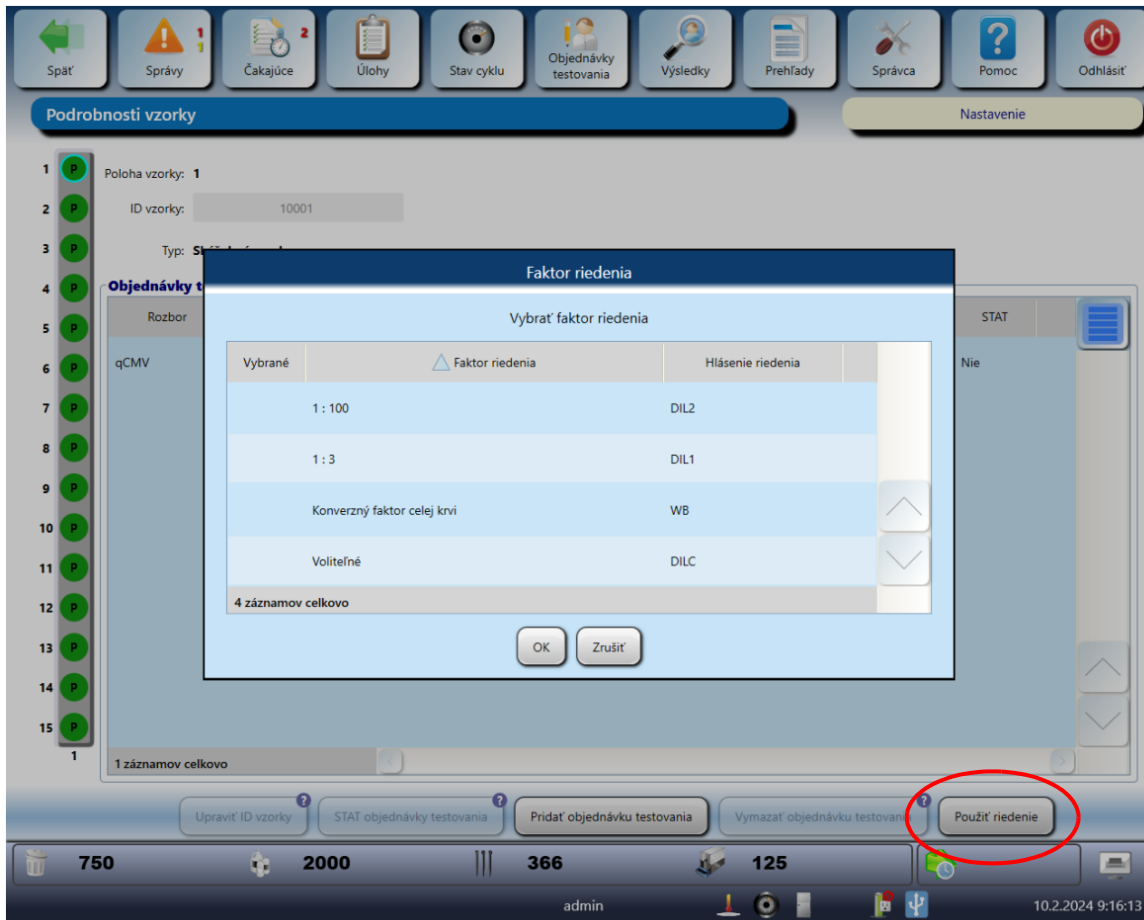 1
1
2
Späť
Správy
Čakajúce
Úlohy
Stav cyklu
Objednávky
testovania
Výsledky
Prehľady
Správca
Pomoc
Odhlásiť
Podrobnosti vzorky
Nastavenie
1 P
2 P
3 P
4 P
5 P
6 P
7 P
8 P
9 P
10 P
11 P
12 P
13 P
14 P
15 P
1
Poloha vzorky: 1
ID vzorky: 10001
Typ:
Objednávky
Rozbor
STAT
qCMV
Nie
Faktor riedenia
Vybrať faktor riedenia
Vybrané Faktor riedenia Hlásenie riedenia
1 : 100 DIL2
1 : 3 DIL1
Konverzný faktor celej krvi WB
Voliteľné DILC
4 záznamov celkovo
OK Zrušiť
1 záznamov celkovo
Upraviť ID vzorky ? STAT objednávky testovania ? Pridať objednávku testovania Vymazať objednávku testovania ? Použiť riedenie
750 2000 366 125
admin 10.2.2024 9:16:13